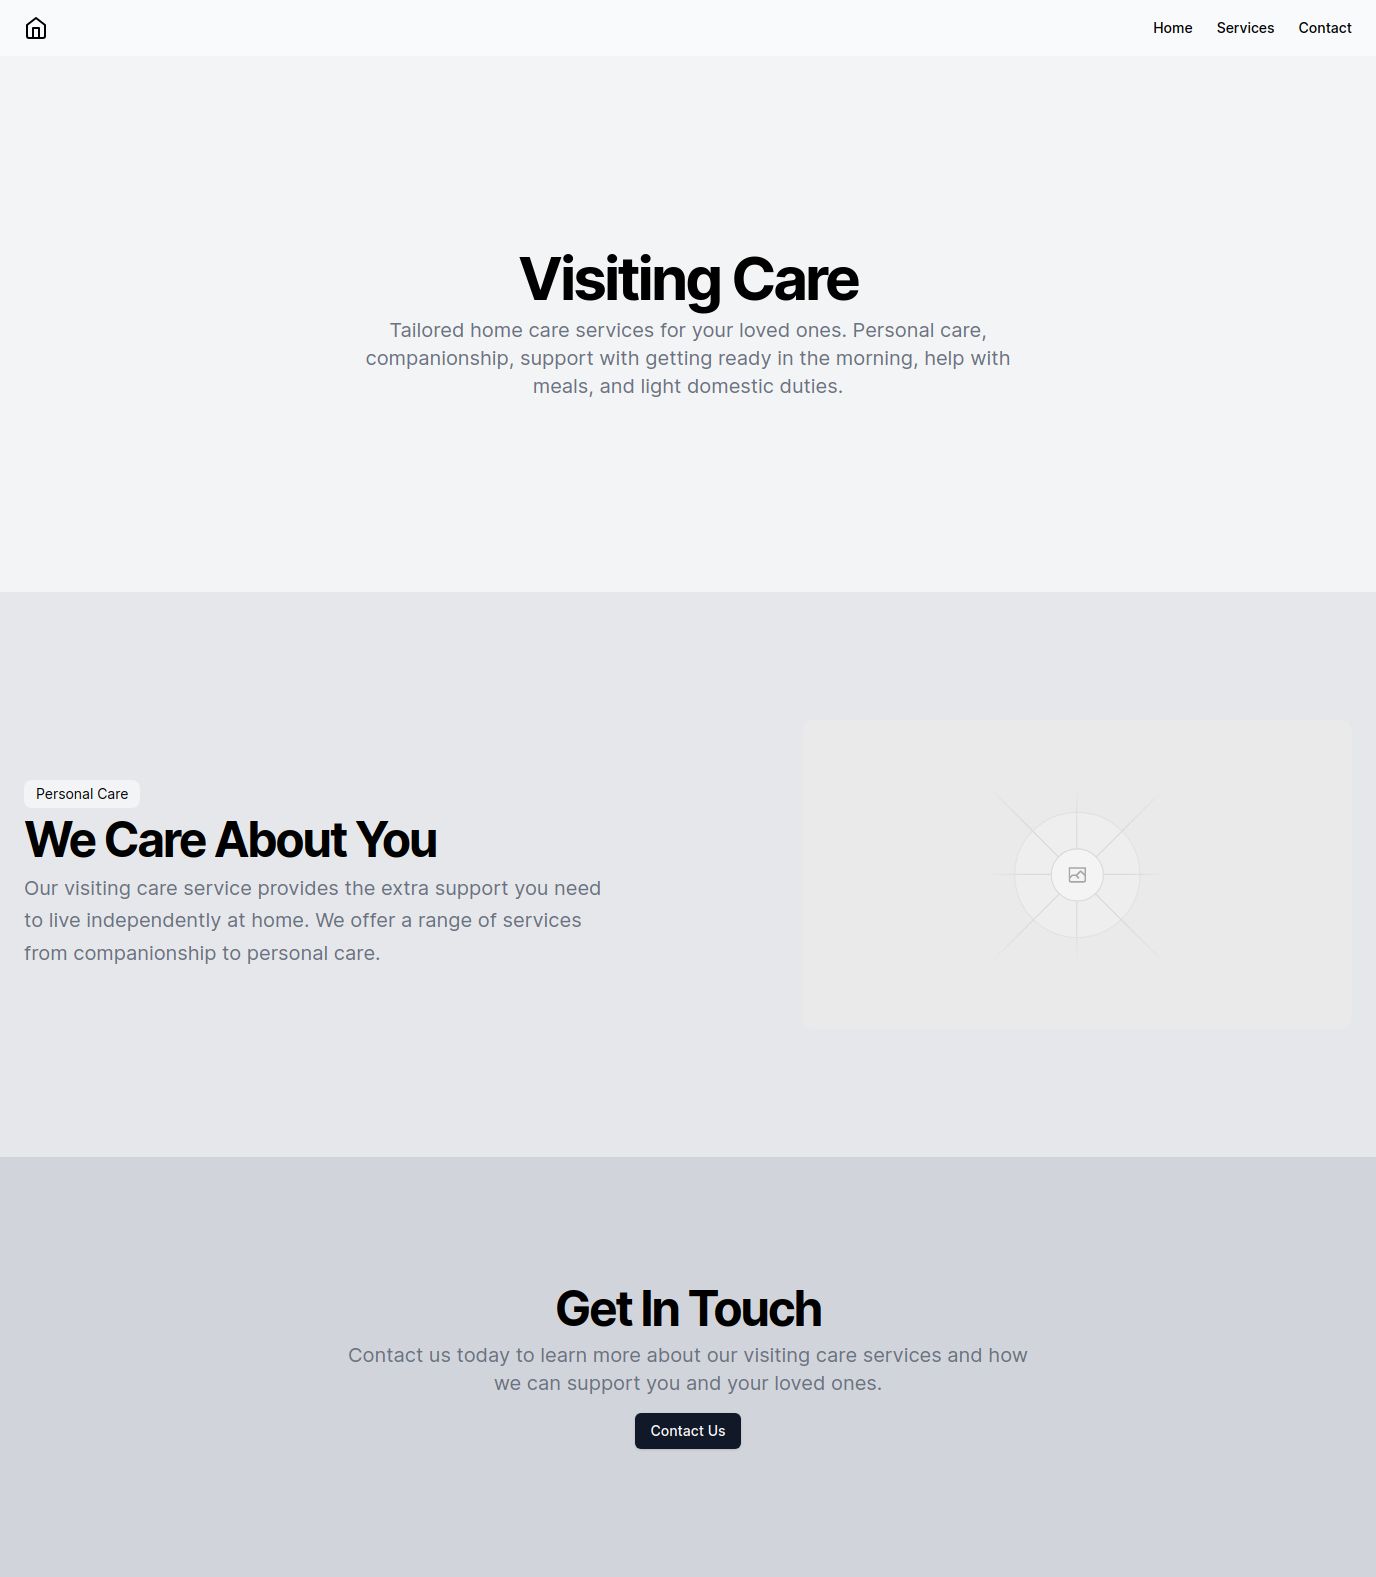 Home Services Contact
Visiting Care
Tailored home care services for your loved ones. Personal care,
companionship, support with getting ready in the morning, help with
meals, and light domestic duties.
Personal Care
We Care About You
Our visiting care service provides the extra support you need
to live independently at home. We offer a range of services
from companionship to personal care.
Get In Touch
Contact us today to learn more about our visiting care services and how
we can support you and your loved ones.
Contact Us